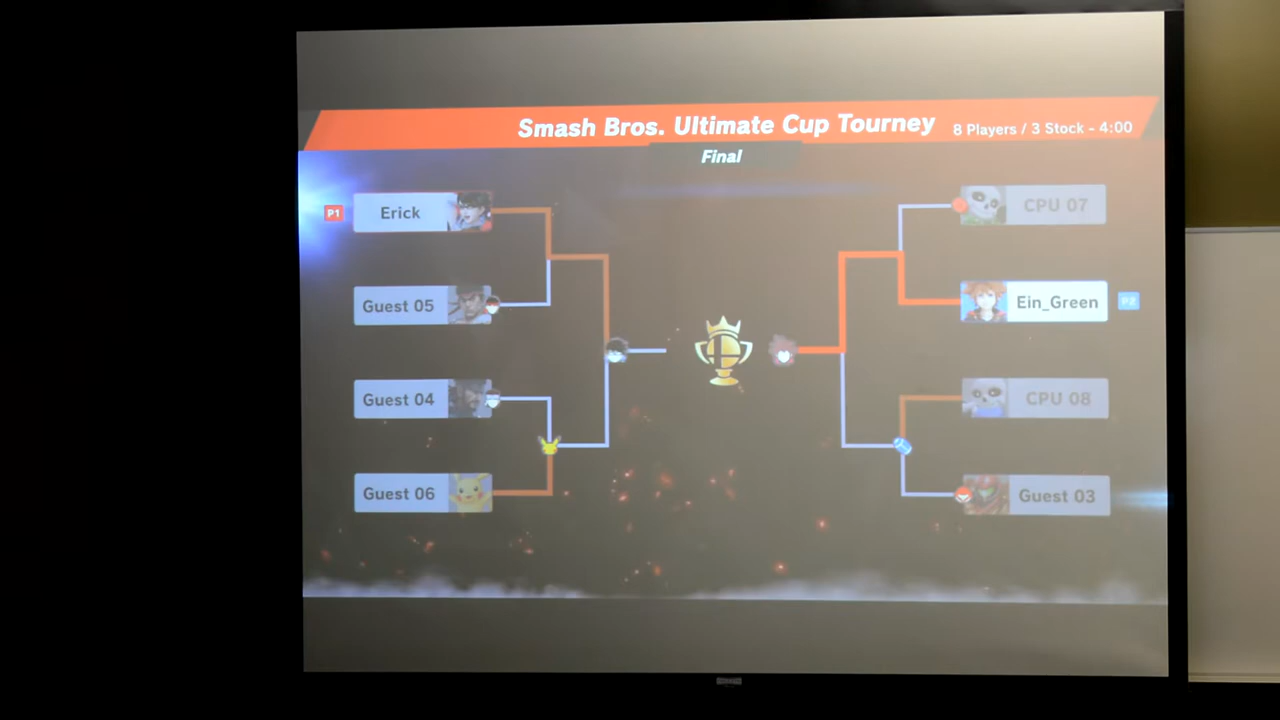 Smash Bros. Ultimate Cup Tourney
8 Players / 3 Stock - 4:00
Final
P1
Erick
Guest 05
Guest 04
Guest 06
CPU 07
Ein_Green
P2
CPU 08
Guest 03